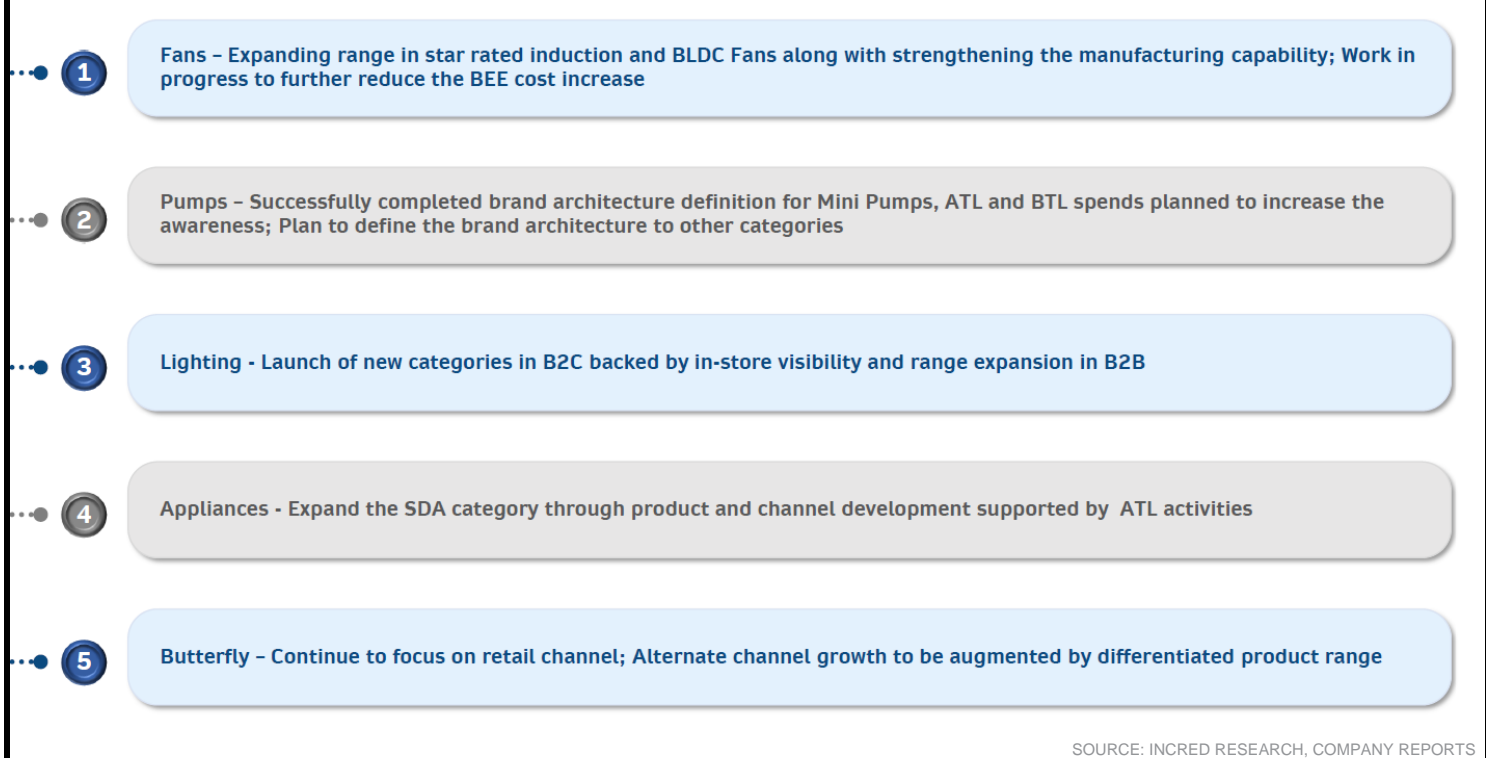 1
Fans – Expanding range in star rated induction and BLDC Fans along with strengthening the manufacturing capability; Work in
progress to further reduce the BEE cost increase
2
Pumps – Successfully completed brand architecture definition for Mini Pumps, ATL and BTL spends planned to increase the
awareness; Plan to define the brand architecture to other categories
3
Lighting - Launch of new categories in B2C backed by in-store visibility and range expansion in B2B
4
Appliances - Expand the SDA category through product and channel development supported by  ATL activities
5
Butterfly – Continue to focus on retail channel; Alternate channel growth to be augmented by differentiated product range
SOURCE: INCRED RESEARCH, COMPANY REPORTS